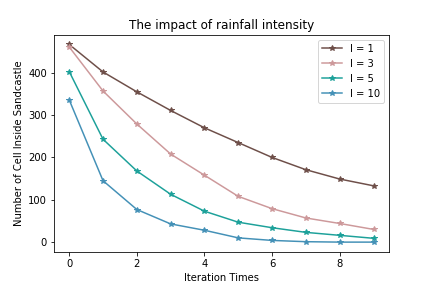 The impact of rainfall intensity
Number of Cell Inside Sandcastle
400
300
200
100
0
0 2 4 6 8
Iteration Times
I = 1
I = 3
I = 5
I = 10